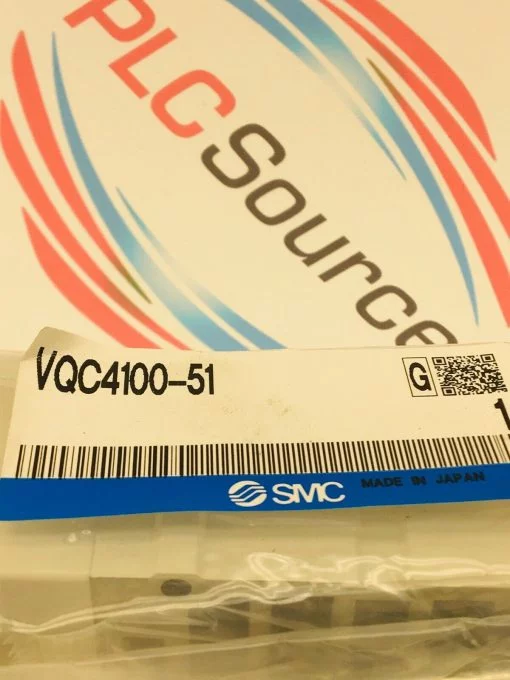 PLC Source
VQC4100-51
G
1
SMC
MADE IN JAPAN